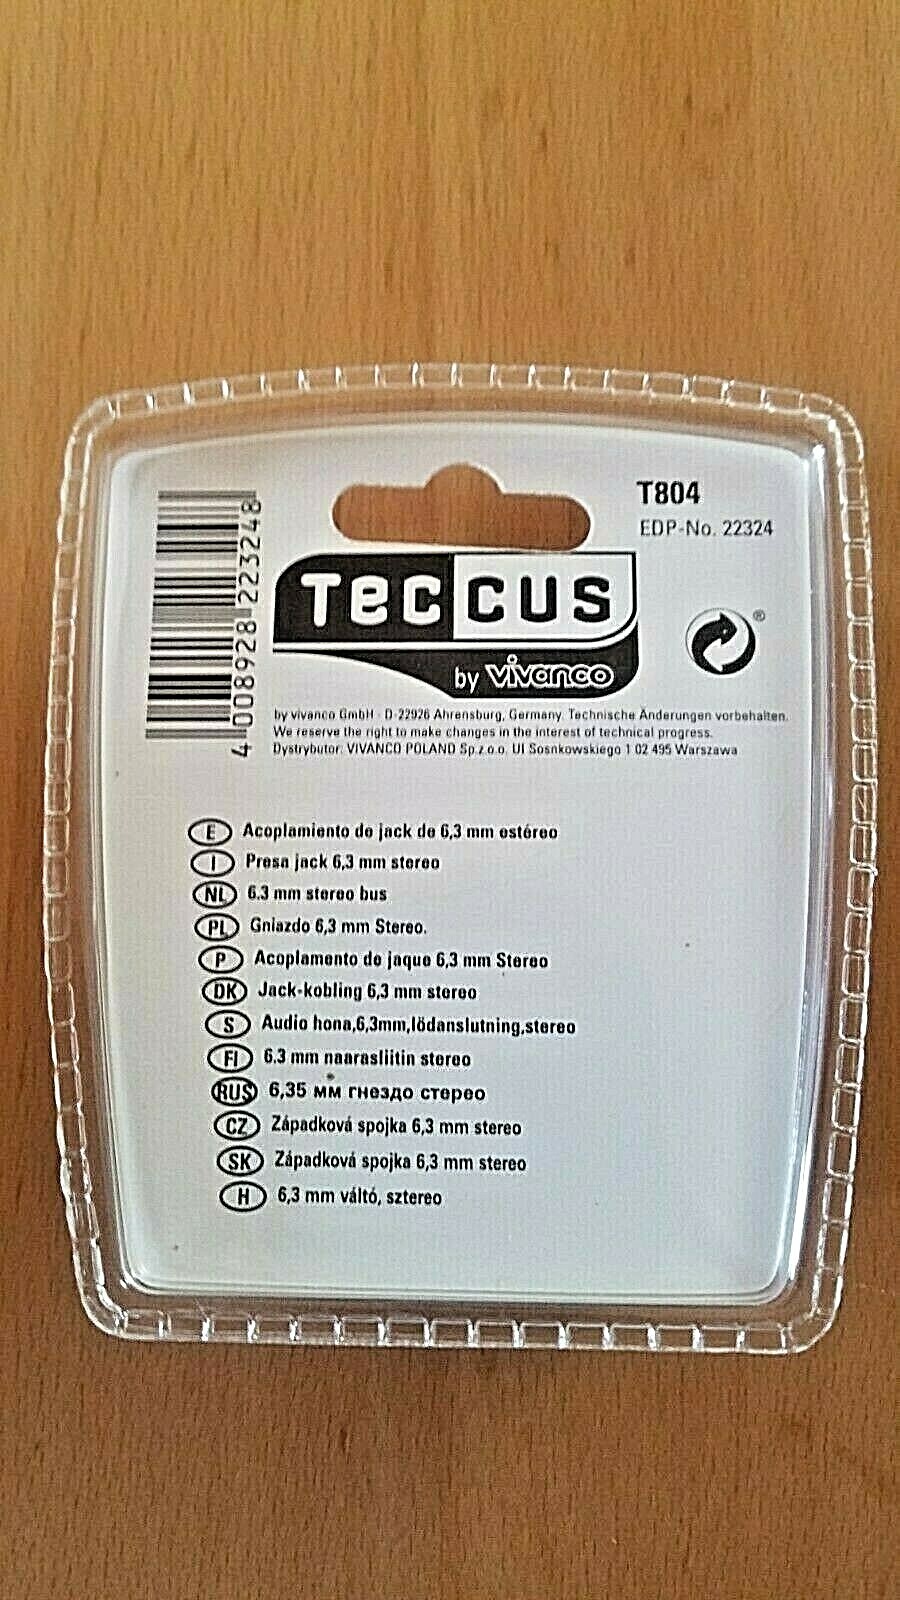 T804
EDP-No. 22324
4 008928 223248
Teccus
by vivanco
®
by vivanco GmbH · D-22926 Ahrensburg, Germany. Technische Änderungen vorbehalten.
We reserve the right to make changes in the interest of technical progress.
Dystrybutor: VIVANCO POLAND Sp.z.o.o. Ul Sosnkowskiego 1 02 495 Warszawa
E Acoplamiento de jack de 6,3 mm estéreo
I Presa jack 6,3 mm stereo
NL 6.3 mm stereo bus
PL Gniazdo 6,3 mm Stereo.
P Acoplamento de jaque 6,3 mm Stereo
DK Jack-kobling 6,3 mm stereo
S Audio hona,6,3mm,lödanslutning,stereo
FI 6.3 mm naarasliitin stereo
RUS 6,35 мм гнездо стерео
CZ Západková spojka 6,3 mm stereo
SK Západková spojka 6,3 mm stereo
H 6,3 mm váltó, sztereo